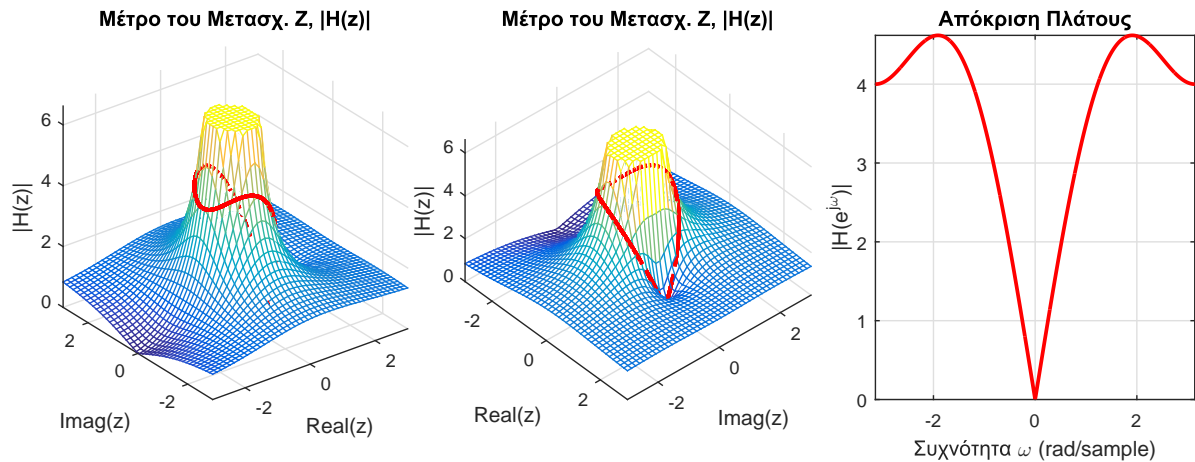 Μέτρο του Μετασχ. Ζ, |H(z)|
6
4
2
0
|H(z)|
2
0
-2
Imag(z)
-2
0
2
Real(z)
Μέτρο του Μετασχ. Ζ, |H(z)|
6
4
2
0
|H(z)|
-2
0
2
Real(z)
-2
0
2
Imag(z)
Απόκριση Πλάτους
4
3
2
1
0
|H(e^{jω})|
-2
0
2
Συχνότητα ω (rad/sample)